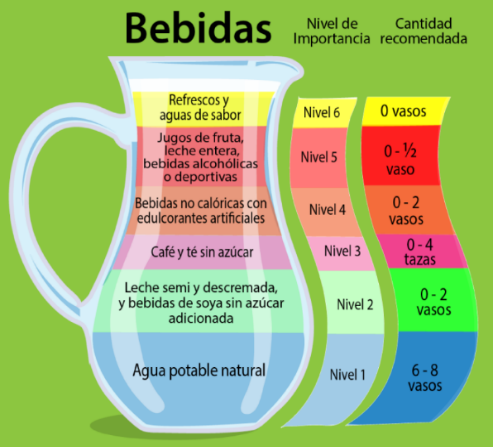 Bebidas
Nivel de
Importancia
Cantidad
recomendada
Refrescos y
aguas de sabor
Nivel 6
0 vasos
Jugos de fruta,
leche entera,
bebidas alcohólicas
o deportivas
Nivel 5
0 - ½
vaso
Bebidas no calóricas con
edulcorantes artificiales
Nivel 4
0 - 2
vasos
Café y té sin azúcar
Nivel 3
0 - 4
tazas
Leche semi y descremada,
y bebidas de soya sin azúcar
adicionada
Nivel 2
0 - 2
vasos
Agua potable natural
Nivel 1
6 - 8
vasos